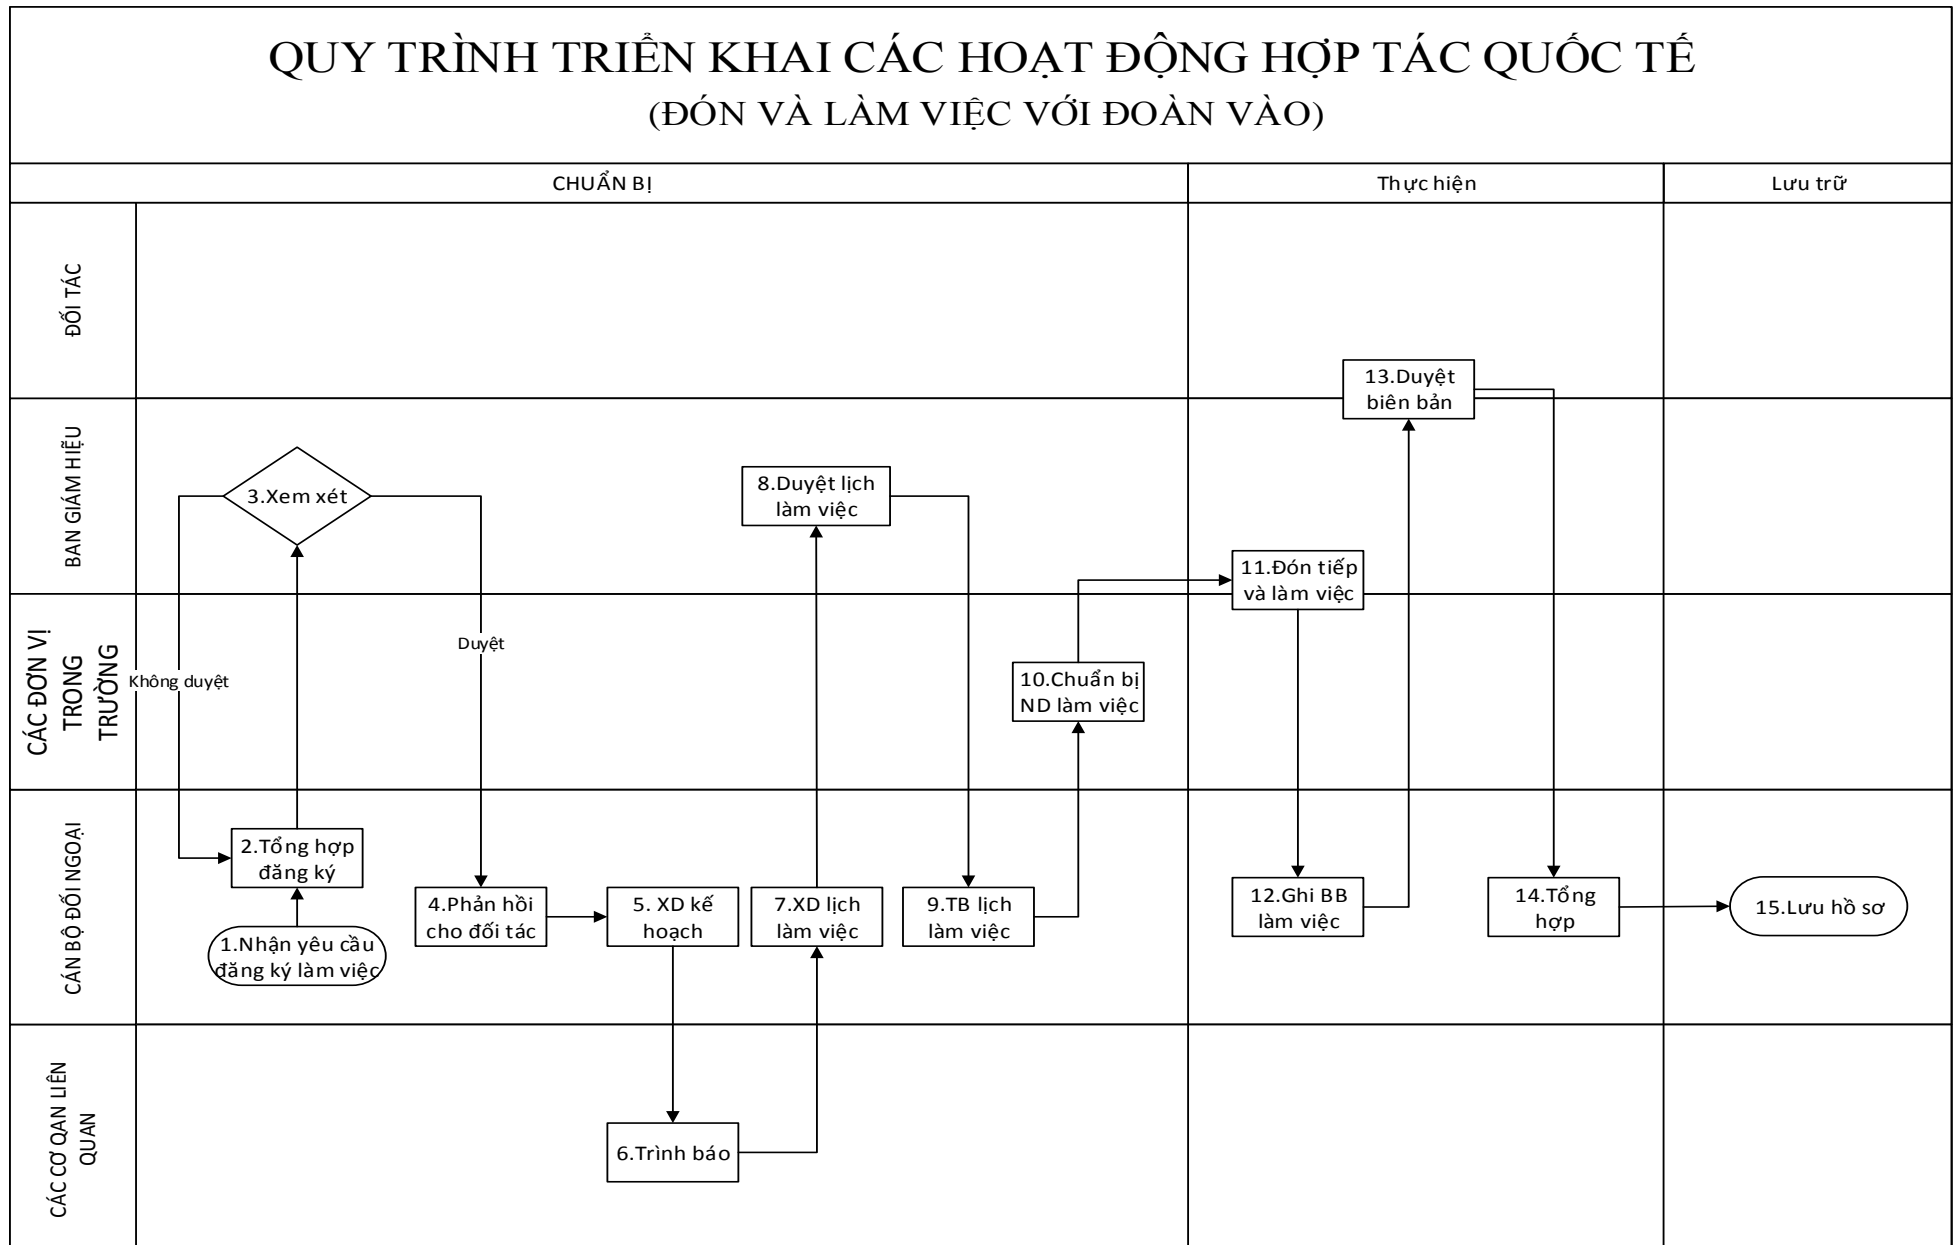 QUY TRÌNH TRIỂN KHAI CÁC HOẠT ĐỘNG HỢP TÁC QUỐC TẾ
(ĐÓN VÀ LÀM VIỆC VỚI ĐOÀN VÀO)
CHUẨN BỊ
Thực hiện
Lưu trữ
ĐỐI TÁC
13.Duyệt
biên bản
BAN GIÁM HIỆU
3.Xem xét
8.Duyệt lịch
làm việc
11.Đón tiếp
và làm việc
CÁC ĐƠN VỊ
TRONG
TRƯỜNG
Không duyệt
Duyệt
10.Chuẩn bị
ND làm việc
CÁN BỘ ĐỐI NGOẠI
2.Tổng hợp
đăng ký
1.Nhận yêu cầu
đăng ký làm việc
4.Phản hồi
cho đối tác
5. XD kế
hoạch
7.XD lịch
làm việc
9.TB lịch
làm việc
12.Ghi BB
làm việc
14.Tổng
hợp
15.Lưu hồ sơ
CÁC CƠ QAN LIÊN
QUAN
6.Trình báo